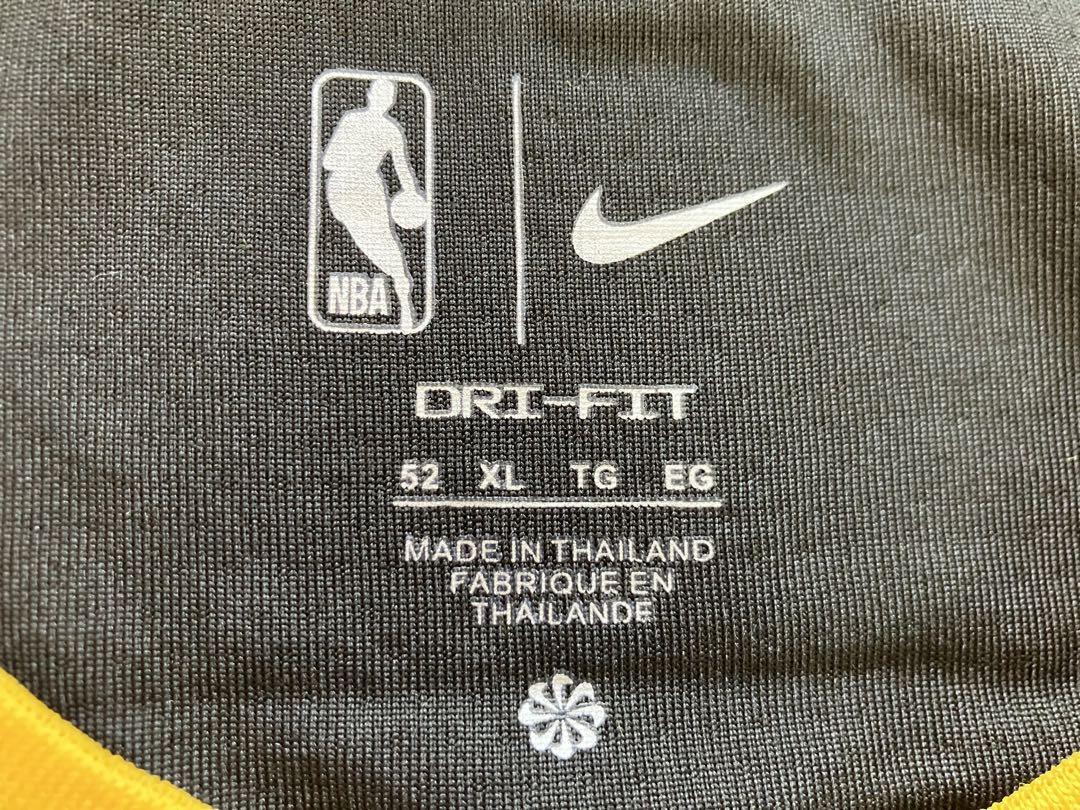 NBA
DRI-FIT
52 XL TG EG
MADE IN THAILAND
FABRIQUE EN
THAILANDE